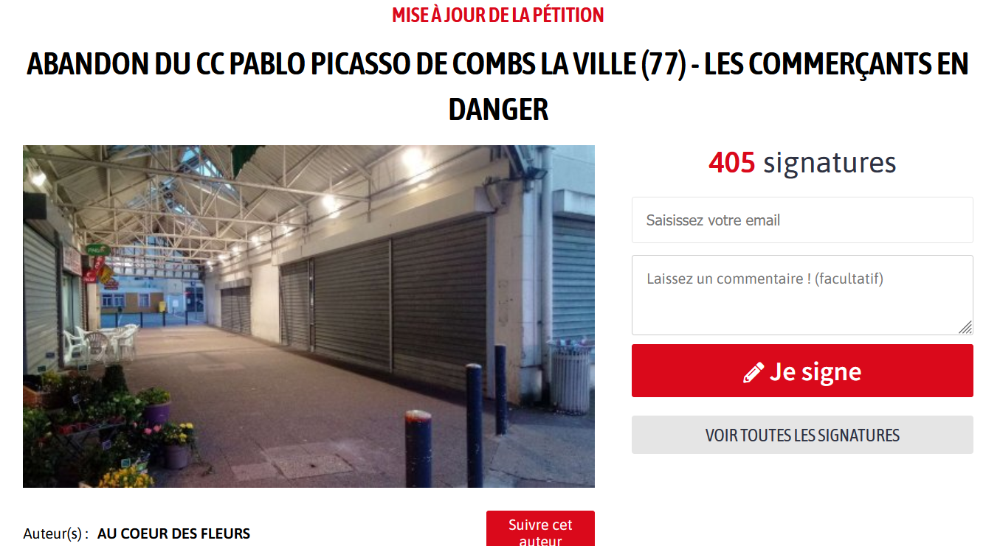 MISE À JOUR DE LA PÉTITION
ABANDON DU CC PABLO PICASSO DE COMBS LA VILLE (77) - LES COMMERÇANTS EN
DANGER
405 signatures
Saisissez votre email
Laissez un commentaire ! (facultatif)
Je signe
VOIR TOUTES LES SIGNATURES
Auteur(s) : AU COEUR DES FLEURS
Suivre cet
auteur